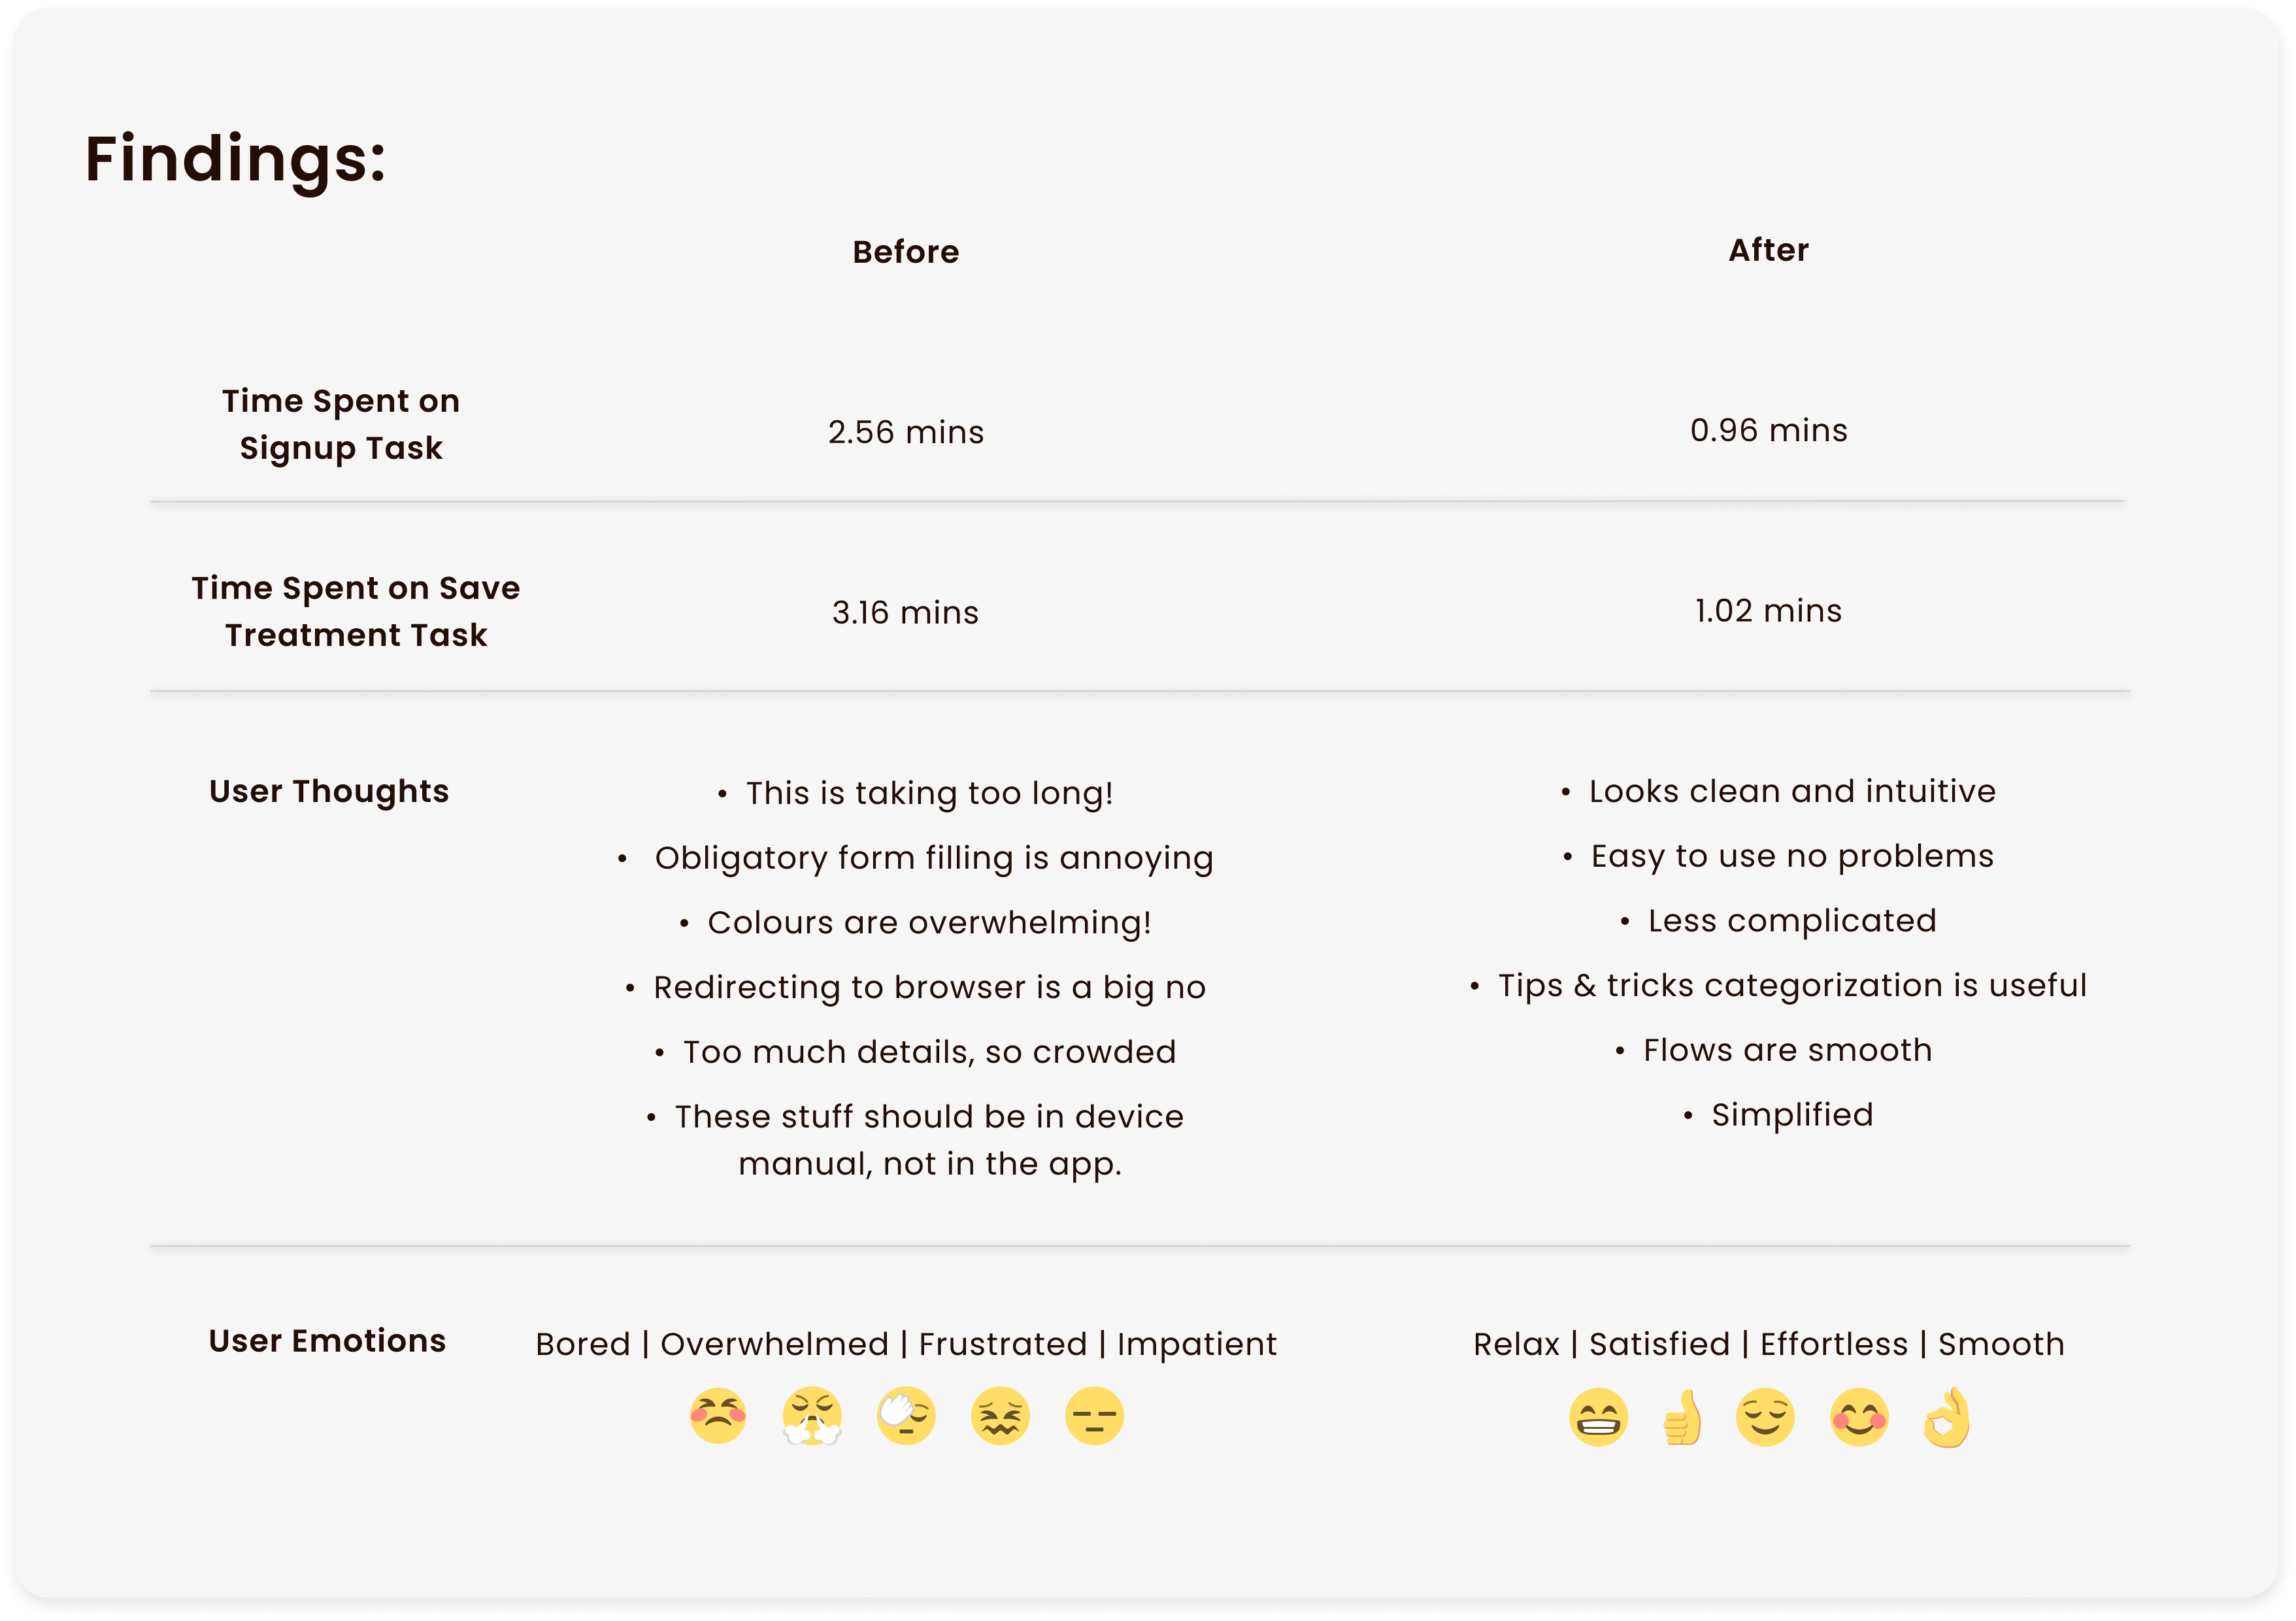 Findings:
Before
After
Time Spent on
Signup Task
2.56 mins
0.96 mins
Time Spent on Save
Treatment Task
3.16 mins
1.02 mins
User Thoughts
• This is taking too long!
• Obligatory form filling is annoying
• Colours are overwhelming!
• Redirecting to browser is a big no
• Too much details, so crowded
• These stuff should be in device
manual, not in the app.
• Looks clean and intuitive
• Easy to use no problems
• Less complicated
• Tips & tricks categorization is useful
• Flows are smooth
• Simplified
User Emotions
Bored | Overwhelmed | Frustrated | Impatient
Relax | Satisfied | Effortless | Smooth